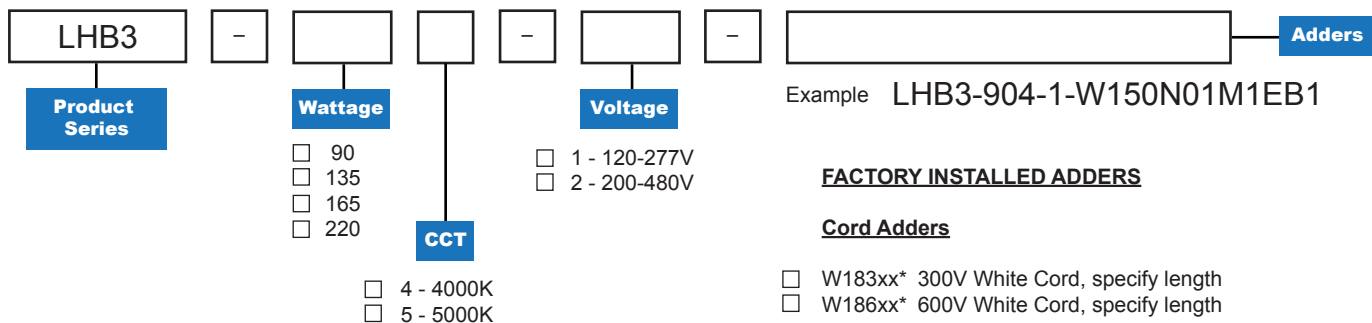 LHB3 - - -
Adders
Product
Series
Wattage
Voltage
Example LHB3-904-1-W150N01M1EB1
90
135
165
220
1 - 120-277V
2 - 200-480V
CCT
4 - 4000K
5 - 5000K
FACTORY INSTALLED ADDERS
Cord Adders
W183xx* 300V White Cord, specify length
W186xx* 600V White Cord, specify length